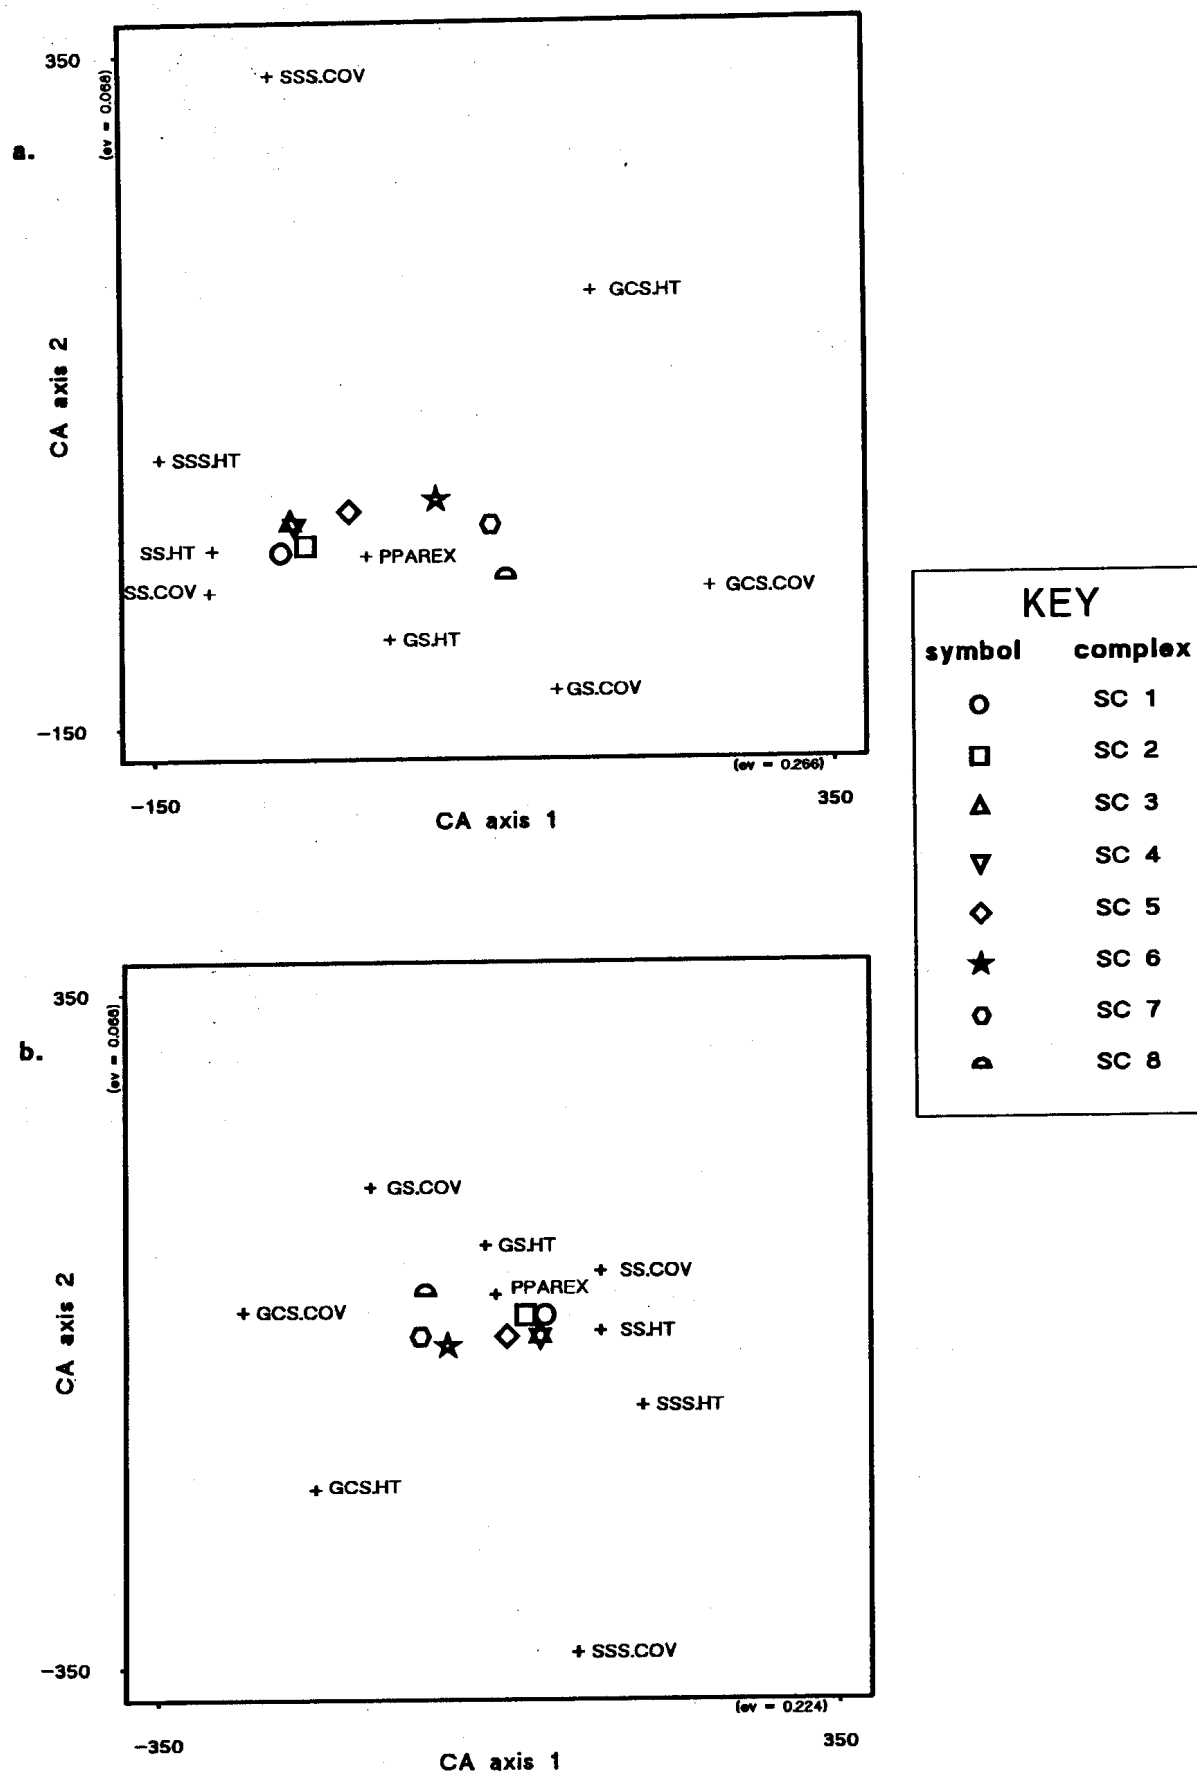 350
(ev = 0.068)
a.
+ SSS.COV
+ GCS.HT
CA axis 2
+ SSS.HT
SS.HT +
+ PPAREX
SS.COV +
+ GCS.COV
+ GS.HT
+ GS.COV
-150
(ev = 0.266)
-150
350
CA axis 1
KEY
symbol complex
SC 1
SC 2
SC 3
SC 4
SC 5
SC 6
SC 7
SC 8
350
(ev = 0.066)
b.
+ GS.COV
+ GS.HT
+ SS.COV
+ PPAREX
+ GCS.COV
+ SS.HT
CA axis 2
+ SSS.HT
+ GCS.HT
+ SSS.COV
-350
(ev = 0.224)
-350
350
CA axis 1